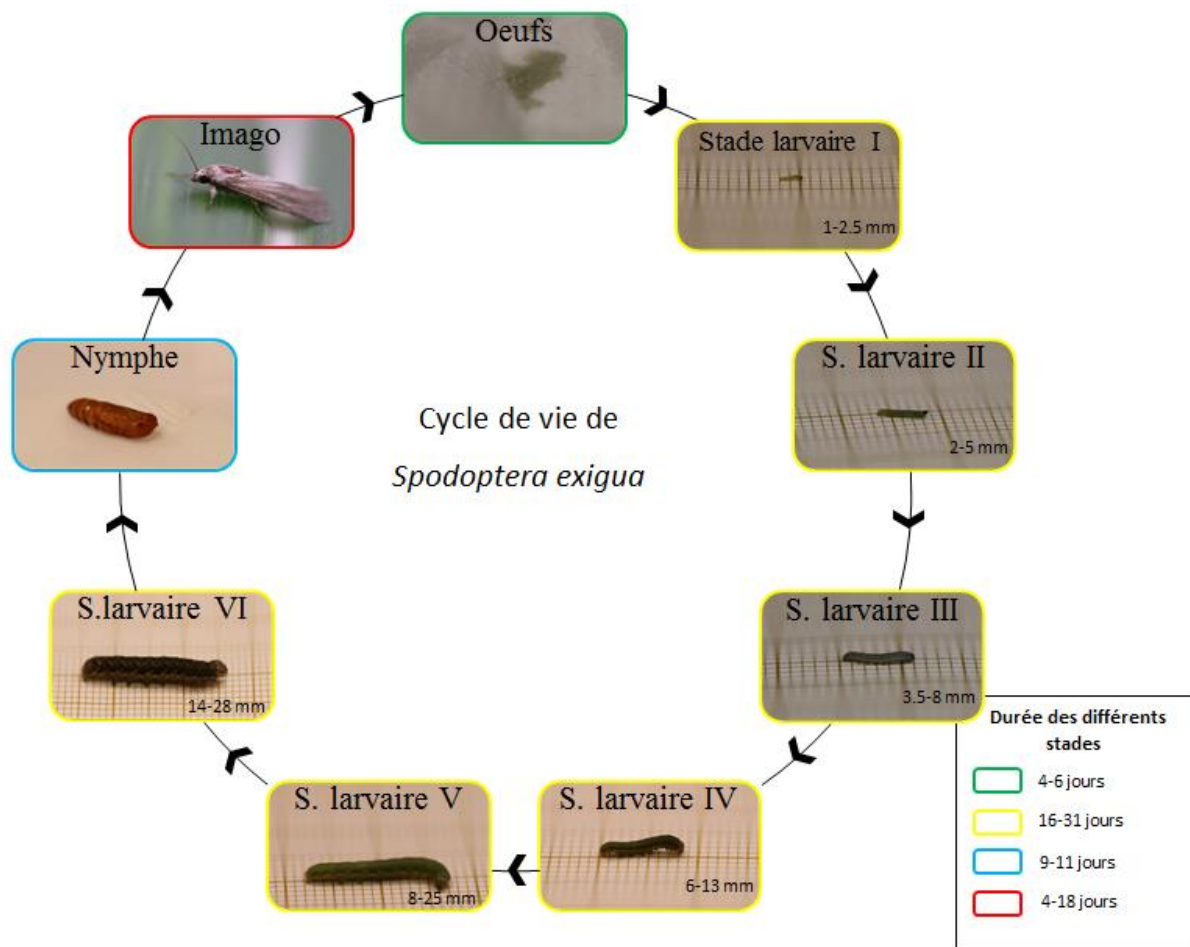 Oeufs
Imago
Stade larvaire I
1-2.5 mm
Nymphe
S. larvaire II
2-5 mm
Cycle de vie de
Spodoptera exigua
S.larvaire VI
14-28 mm
S. larvaire III
3.5-8 mm
S. larvaire V
8-25 mm
S. larvaire IV
6-13 mm
Durée des différents
stades
4-6 jours
16-31 jours
9-11 jours
4-18 jours